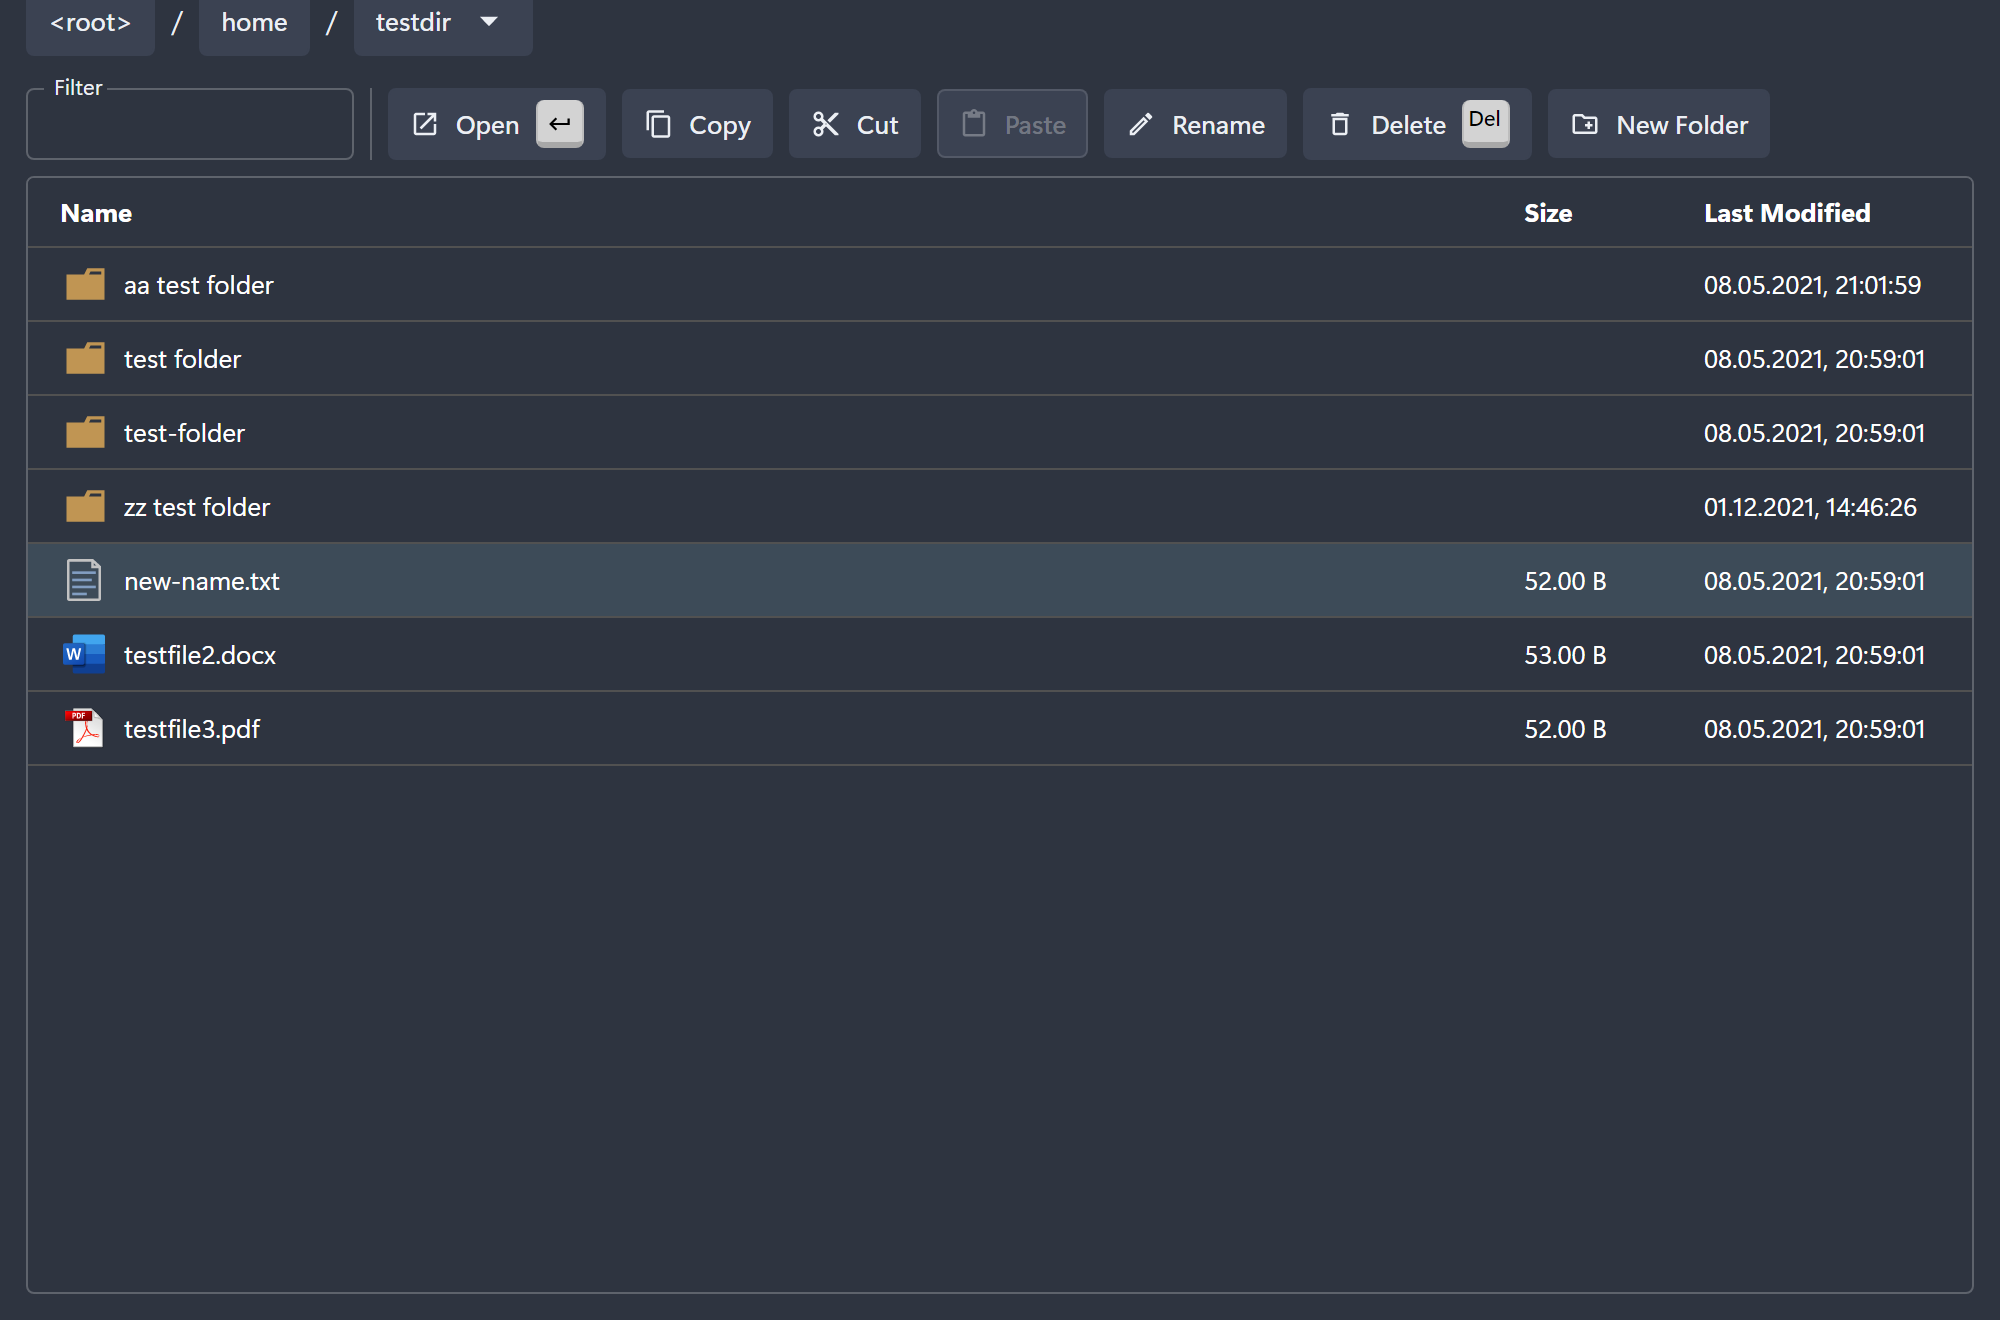 <root> / home / testdir
Filter
Open Copy Cut Paste Rename Delete Del New Folder
Name Size Last Modified
aa test folder 08.05.2021, 21:01:59
test folder 08.05.2021, 20:59:01
test-folder 08.05.2021, 20:59:01
zz test folder 01.12.2021, 14:46:26
new-name.txt 52.00 B 08.05.2021, 20:59:01
W testfile2.docx 53.00 B 08.05.2021, 20:59:01
PDF testfile3.pdf 52.00 B 08.05.2021, 20:59:01